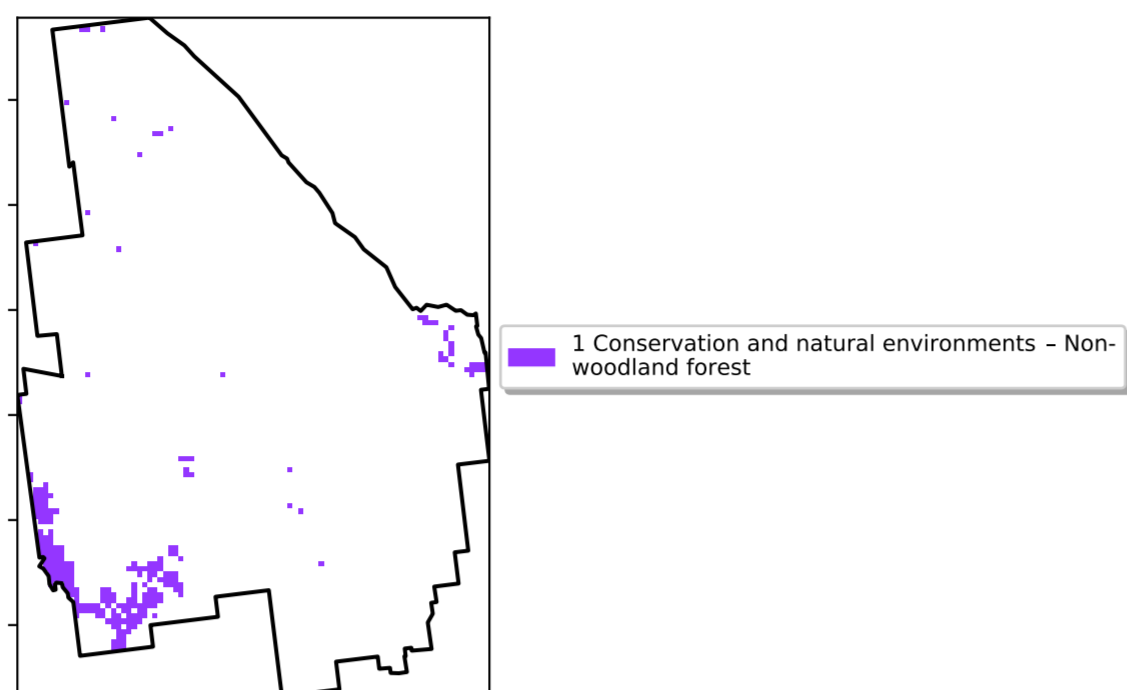 1 Conservation and natural environments – Non-
woodland forest